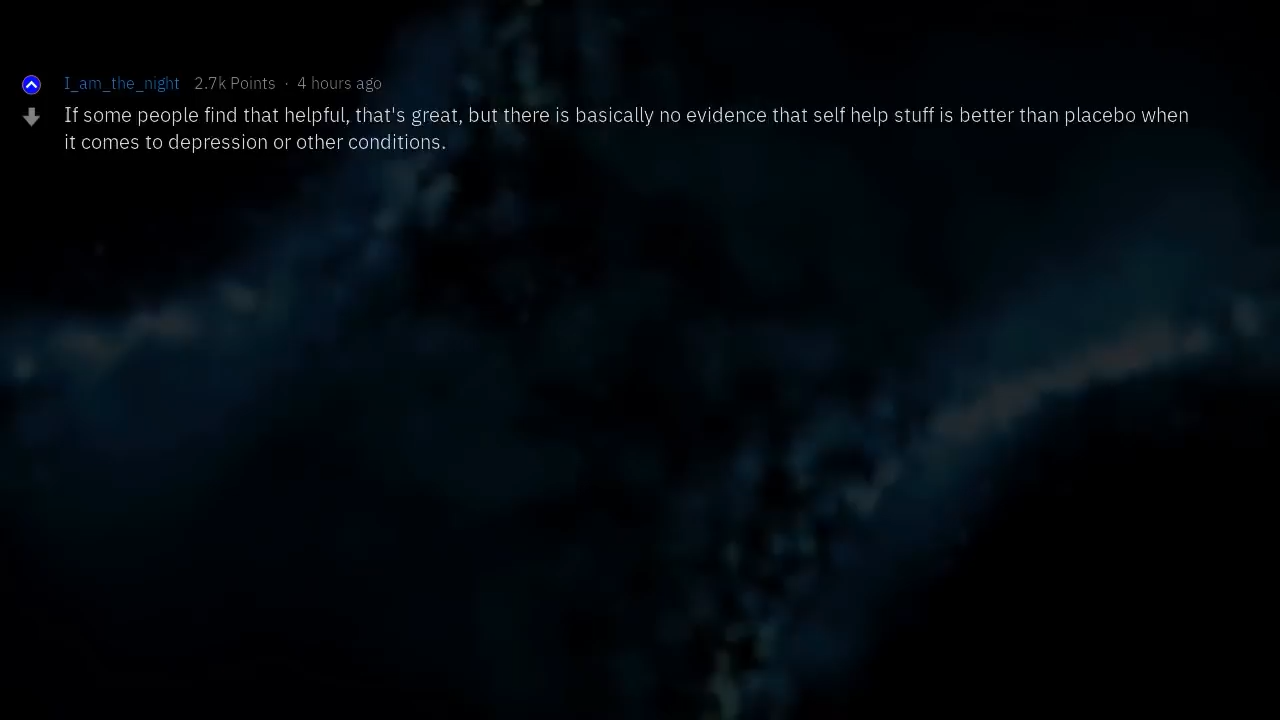 I_am_the_night 2.7k Points · 4 hours ago
If some people find that helpful, that's great, but there is basically no evidence that self help stuff is better than placebo when
it comes to depression or other conditions.